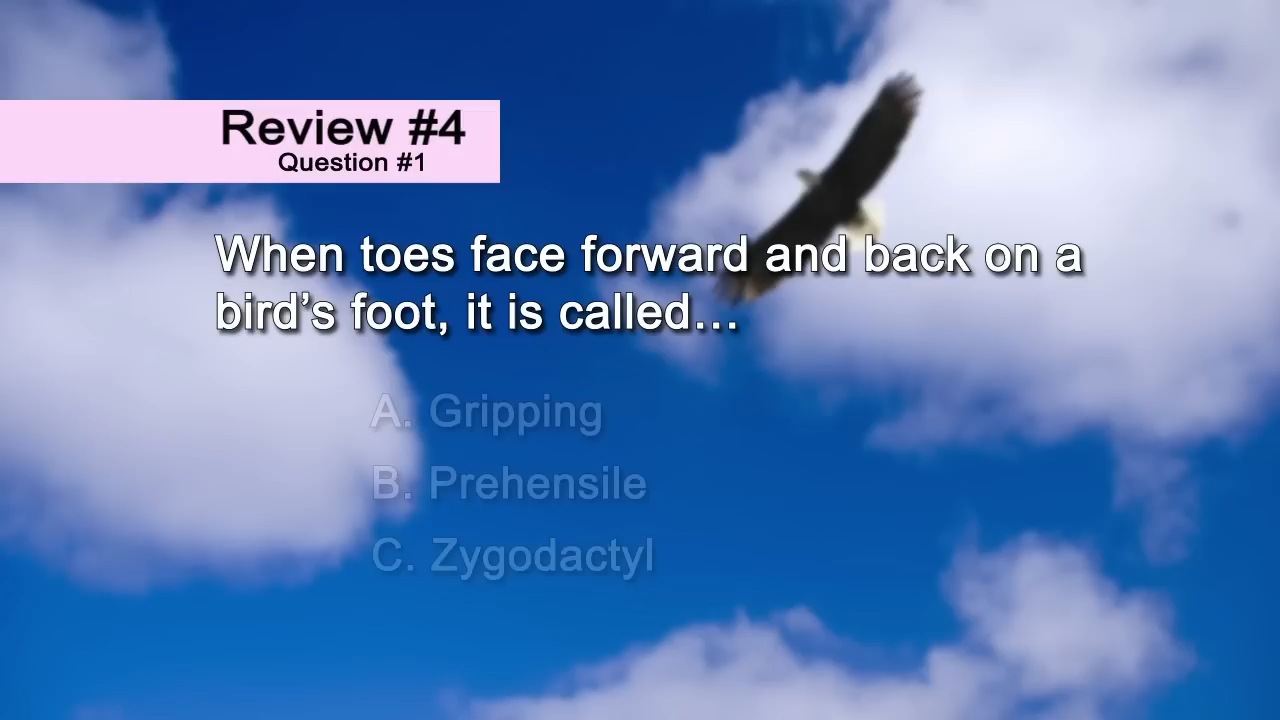 Review #4
Question #1
When toes face forward and back on a
bird’s foot, it is called…
A. Gripping
B. Prehensile
C. Zygodactyl